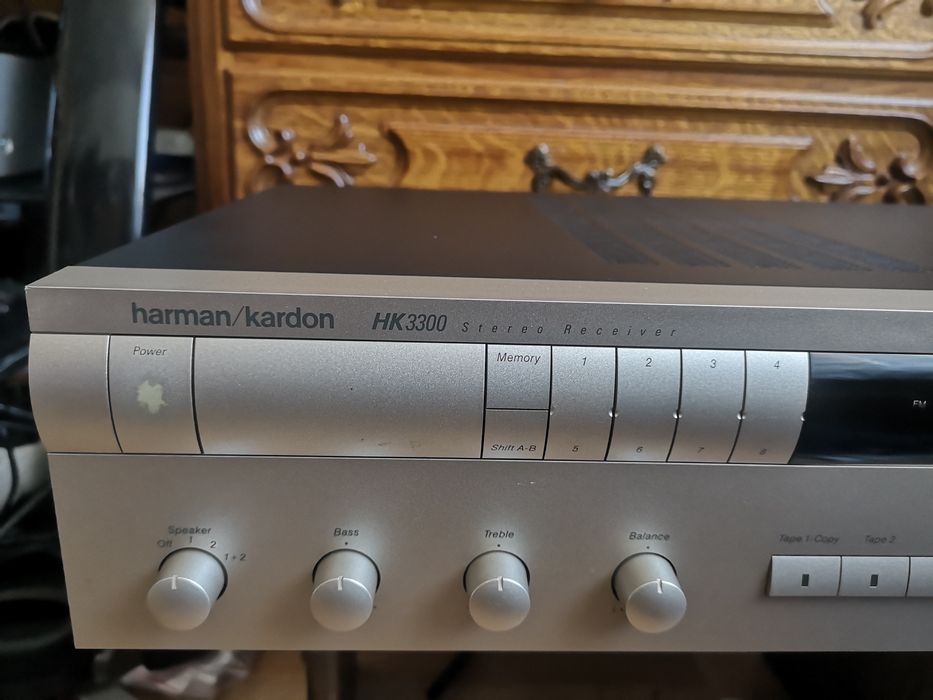 harman/kardon HK3300 Stereo Receiver
Power
Memory 1 2 3 4
FM
Shift A-B 5 6 7 8
Speaker
Off 1 2 1+2
Bass
Treble
Balance
Tape 1/Copy
Tape 2